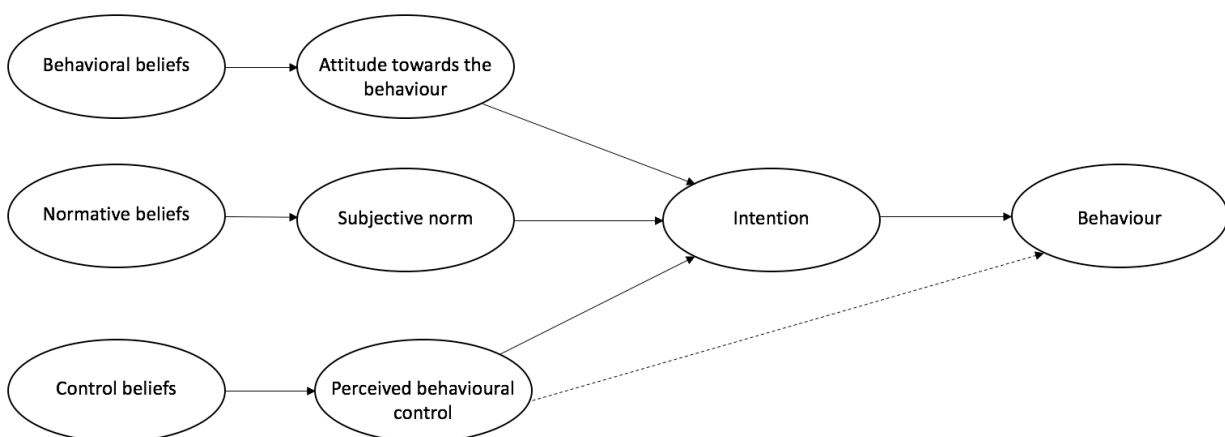 Behavioral beliefs
Attitude towards the
behaviour
Normative beliefs
Subjective norm
Intention
Behaviour
Control beliefs
Perceived behavioural
control